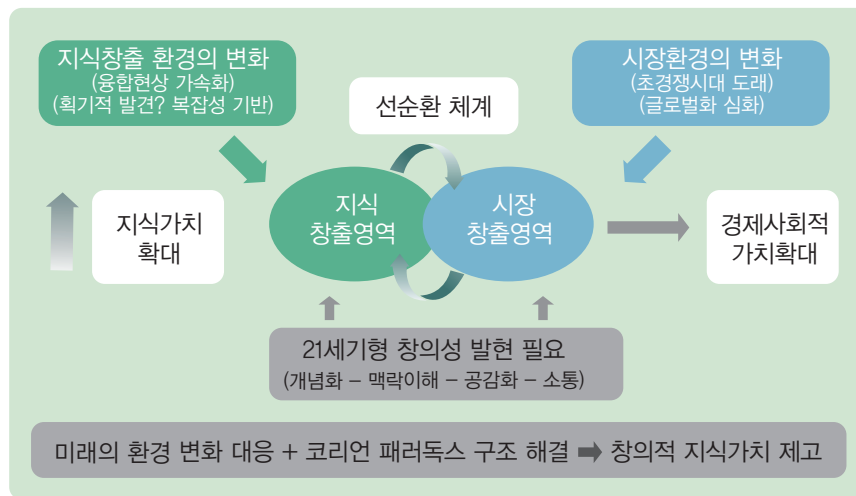 지식창출 환경의 변화
(융합현상 가속화)
(획기적 발견? 복잡성 기반)
시장환경의 변화
(초경쟁시대 도래)
(글로벌화 심화)
선순환 체계
지식가치
확대
지식
창출영역
시장
창출영역
경제사회적
가치확대
21세기형 창의성 발현 필요
(개념화 – 맥락이해 – 공감화 – 소통)
미래의 환경 변화 대응 + 코리언 패러독스 구조 해결 ➡ 창의적 지식가치 제고